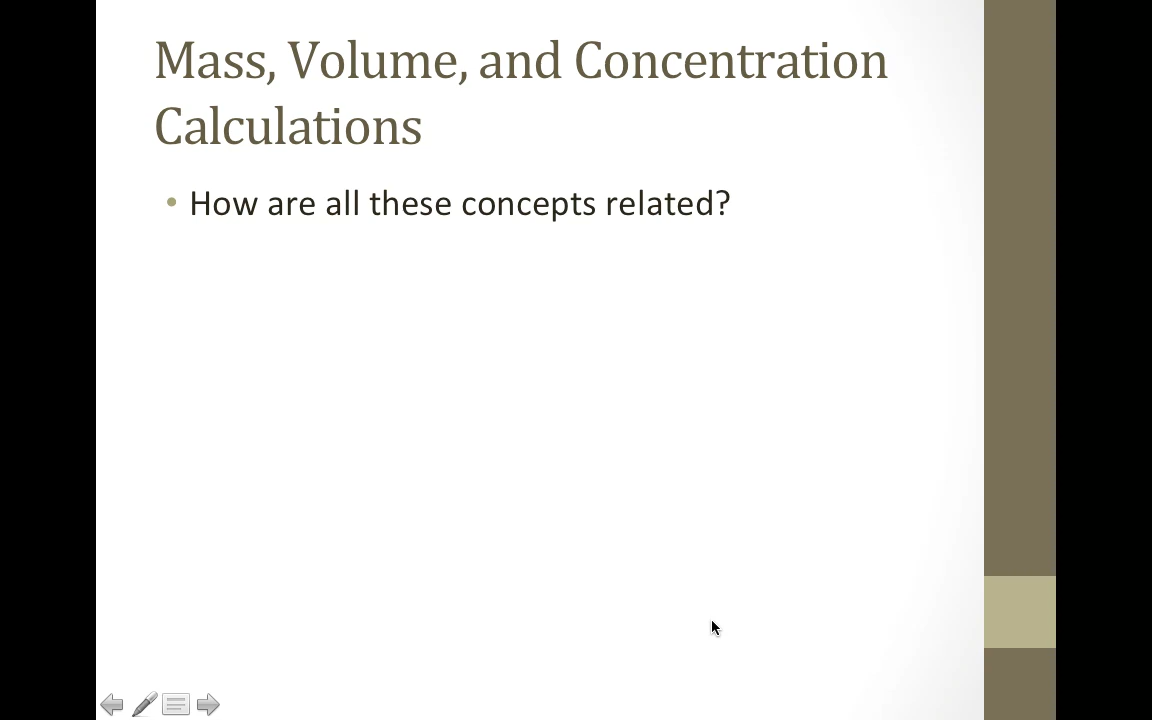 Mass, Volume, and Concentration
Calculations
• How are all these concepts related?